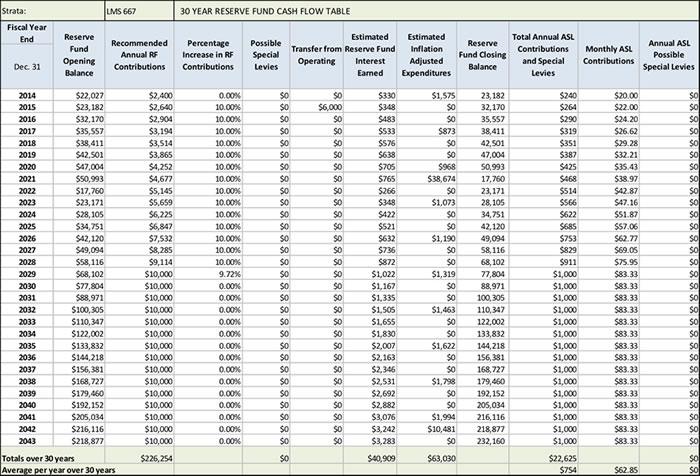 Strata: LMS 667 30 YEAR RESERVE FUND CASH FLOW TABLE
Fiscal Year End Dec. 31 | Reserve Fund Opening Balance | Recommended Annual RF Contributions | Percentage Increase in RF Contributions | Possible Special Levies | Transfer from Operating | Estimated Reserve Fund Interest Earned | Estimated Inflation Adjusted Expenditures | Reserve Fund Closing Balance | Total Annual ASL Contributions and Special Levies | Monthly ASL Contributions | Annual ASL Possible Special Levies
2014 $22,027 $2,400 0.00% $0 $0 $330 $1,575 23,182 $240 $20.00 $0
2015 $23,182 $2,640 10.00% $0 $6,000 $348 32,170 $264 $22.00 $0
2016 $32,170 $2,904 10.00% $0 $0 $483 35,557 $290 $24.20 $0
2017 $35,557 $3,194 10.00% $0 $0 $533 $873 38,411 $319 $26.62 $0
2018 $38,411 $3,514 10.00% $0 $0 $576 42,501 $351 $29.28 $0
2019 $42,501 $3,865 10.00% $0 $0 $638 47,004 $387 $32.21 $0
2020 $47,004 $4,252 10.00% $0 $0 $705 $968 50,993 $425 $35.43 $0
2021 $50,993 $4,677 10.00% $0 $0 $765 $38,674 17,760 $468 $38.97 $0
2022 $17,760 $5,145 10.00% $0 $0 $266 23,171 $514 $42.87 $0
2023 $23,171 $5,659 10.00% $0 $0 $348 $1,073 28,105 $566 $47.16 $0
2024 $28,105 $6,225 10.00% $0 $0 $422 34,751 $622 $51.87 $0
2025 $34,751 $6,847 10.00% $0 $0 $521 42,120 $685 $57.06 $0
2026 $42,120 $7,532 10.00% $0 $0 $632 $1,190 49,094 $753 $62.77 $0
2027 $49,094 $8,285 10.00% $0 $0 $736 58,116 $829 $69.05 $0
2028 $58,116 $9,114 10.00% $0 $0 $872 68,102 $911 $75.95 $0
2029 $68,102 $10,000 9.72% $0 $0 $1,022 $1,319 77,804 $1,000 $83.33 $0
2030 $77,804 $10,000 0.00% $0 $0 $1,167 88,971 $1,000 $83.33 $0
2031 $88,971 $10,000 0.00% $0 $0 $1,335 100,305 $1,000 $83.33 $0
2032 $100,305 $10,000 0.00% $0 $0 $1,505 $1,463 110,347 $1,000 $83.33 $0
2033 $110,347 $10,000 0.00% $0 $0 $1,655 122,002 $1,000 $83.33 $0
2034 $122,002 $10,000 0.00% $0 $0 $1,830 133,832 $1,000 $83.33 $0
2035 $133,832 $10,000 0.00% $0 $0 $2,007 $1,622 144,218 $1,000 $83.33 $0
2036 $144,218 $10,000 0.00% $0 $0 $2,163 156,381 $1,000 $83.33 $0
2037 $156,381 $10,000 0.00% $0 $0 $2,346 168,727 $1,000 $83.33 $0
2038 $168,727 $10,000 0.00% $0 $0 $2,531 $1,798 179,460 $1,000 $83.33 $0
2039 $179,460 $10,000 0.00% $0 $0 $2,692 192,152 $1,000 $83.33 $0
2040 $192,152 $10,000 0.00% $0 $0 $2,882 205,034 $1,000 $83.33 $0
2041 $205,034 $10,000 0.00% $0 $0 $3,076 $1,994 216,116 $1,000 $83.33 $0
2042 $216,116 $10,000 0.00% $0 $0 $3,242 $10,481 218,877 $1,000 $83.33 $0
2043 $218,877 $10,000 0.00% $0 $0 $3,283 232,160 $1,000 $83.33 $0
Totals over 30 years $226,254 $0 $40,909 $63,030 $22,625 $0
Average per year over 30 years $754 $62.85 $0